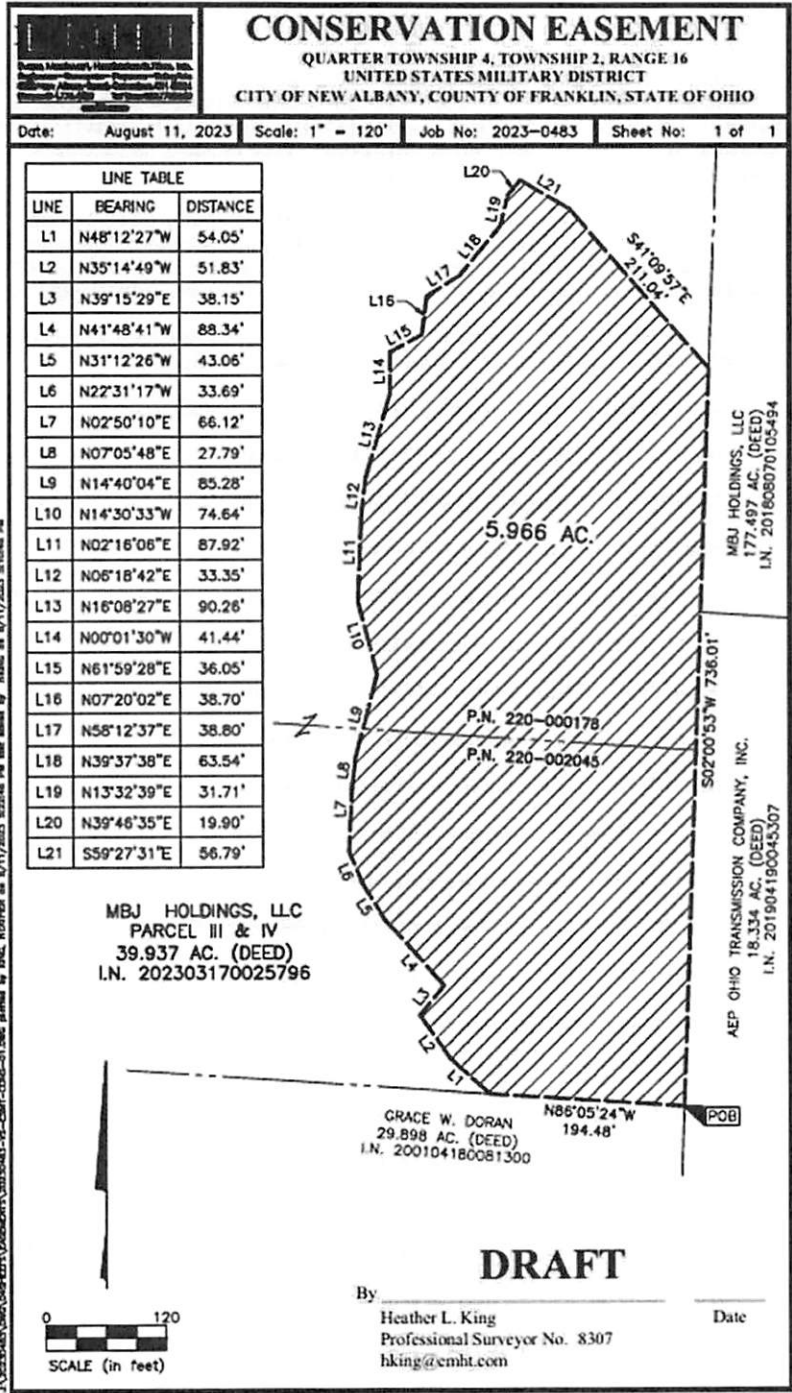 CONSERVATION EASEMENT
QUARTER TOWNSHIP 4, TOWNSHIP 2, RANGE 16
UNITED STATES MILITARY DISTRICT
CITY OF NEW ALBANY, COUNTY OF FRANKLIN, STATE OF OHIO
Date: August 11, 2023 Scale: 1" = 120' Job No: 2023-0483 Sheet No: 1 of 1
LINE TABLE
LINE BEARING DISTANCE
L1 N48°12'27"W 54.05'
L2 N35°14'49"W 51.83'
L3 N39°15'29"E 38.15'
L4 N41°48'41"W 88.34'
L5 N31°12'26"W 43.06'
L6 N22°31'17"W 33.69'
L7 N02°50'10"E 66.12'
L8 N07°05'48"E 27.79'
L9 N14°40'04"E 85.28'
L10 N14°30'33"W 74.64'
L11 N02°16'06"E 87.92'
L12 N06°18'42"E 33.35'
L13 N16°08'27"E 90.26'
L14 N00°01'30"W 41.44'
L15 N61°59'28"E 36.05'
L16 N07°20'02"E 38.70'
L17 N58°12'37"E 38.80'
L18 N39°37'38"E 63.54'
L19 N13°32'39"E 31.71'
L20 N39°46'35"E 19.90'
L21 S59°27'31"E 56.79'
L20
L21
L19
L18
L17
L16
L15
L14
L13
L12
L11
L10
L9
L8
L7
L6
L5
L4
L3
L2
L1
S41°09'57"E
211.04'
5.966 AC.
MBJ HOLDINGS, LLC
177.497 AC. (DEED)
I.N. 201808070105494
P.N. 220-000178
P.N. 220-002045
S02°00'53"W 736.01'
AEP OHIO TRANSMISSION COMPANY, INC.
18.334 AC. (DEED)
I.N. 201904190045307
MBJ HOLDINGS, LLC
PARCEL III & IV
39.937 AC. (DEED)
I.N. 202303170025796
N86°05'24"W
194.48'
POB
GRACE W. DORAN
29.898 AC. (DEED)
I.N. 200104180081300
DRAFT
By
Heather L. King
Professional Surveyor No. 8307
hking@emht.com
Date
0 120
SCALE (in feet)